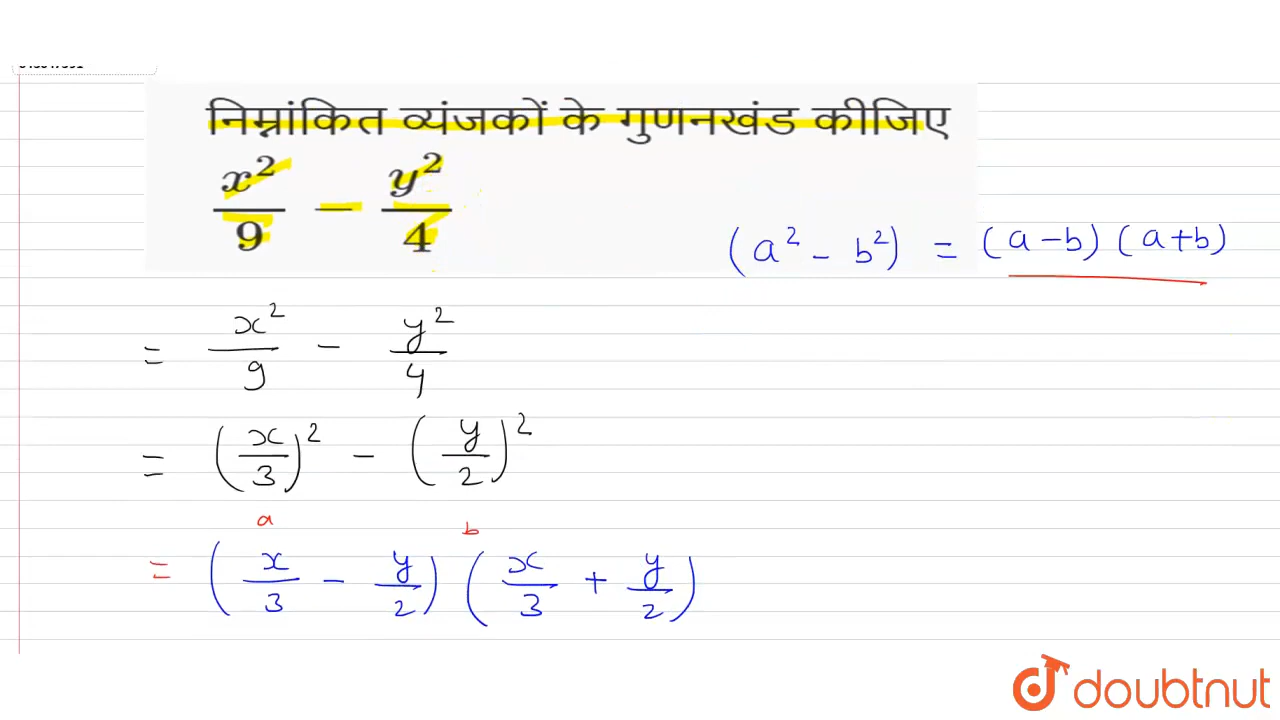 निम्नांकित व्यंजकों के गुणनखंड कीजिए
x²/9 − y²/4
(a² − b²) = (a − b) (a + b)
= x²/9 − y²/4
= (x/3)² − (y/2)²
a b
= (x/3 − y/2) (x/3 + y/2)
doubtnut